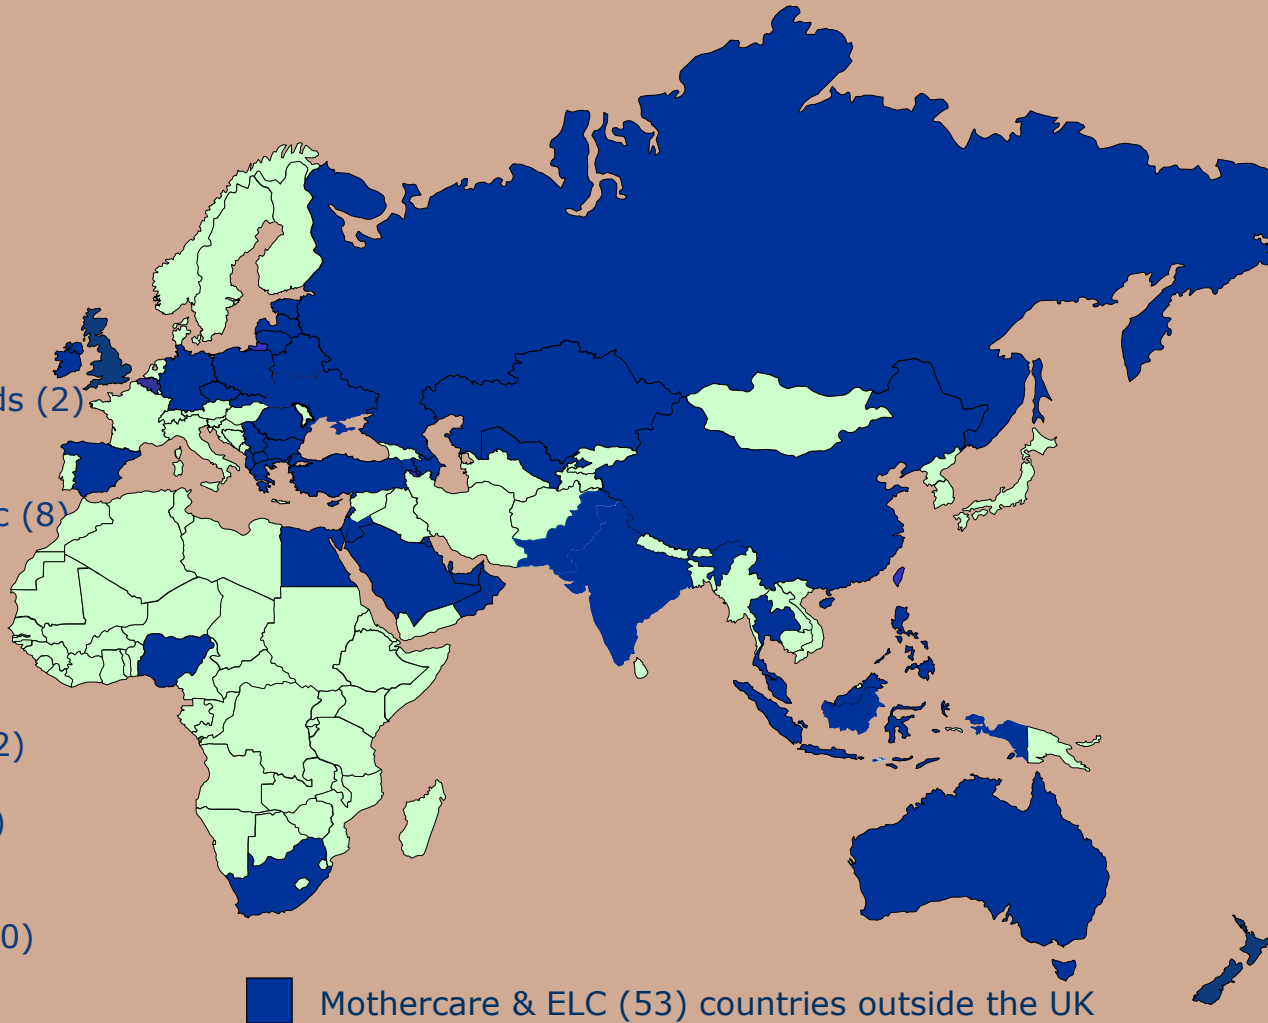 ds (2)
c (8)
2)
)
0)
Mothercare & ELC (53) countries outside the UK